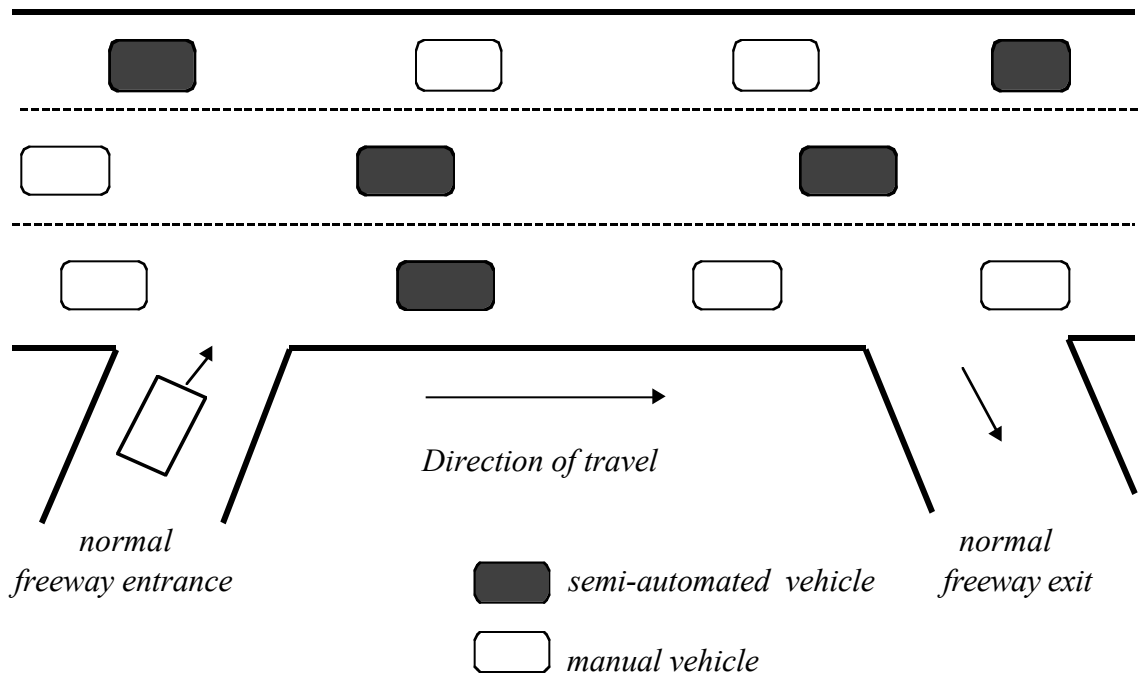 Direction of travel
normal
freeway entrance
normal
freeway exit
semi-automated vehicle
manual vehicle